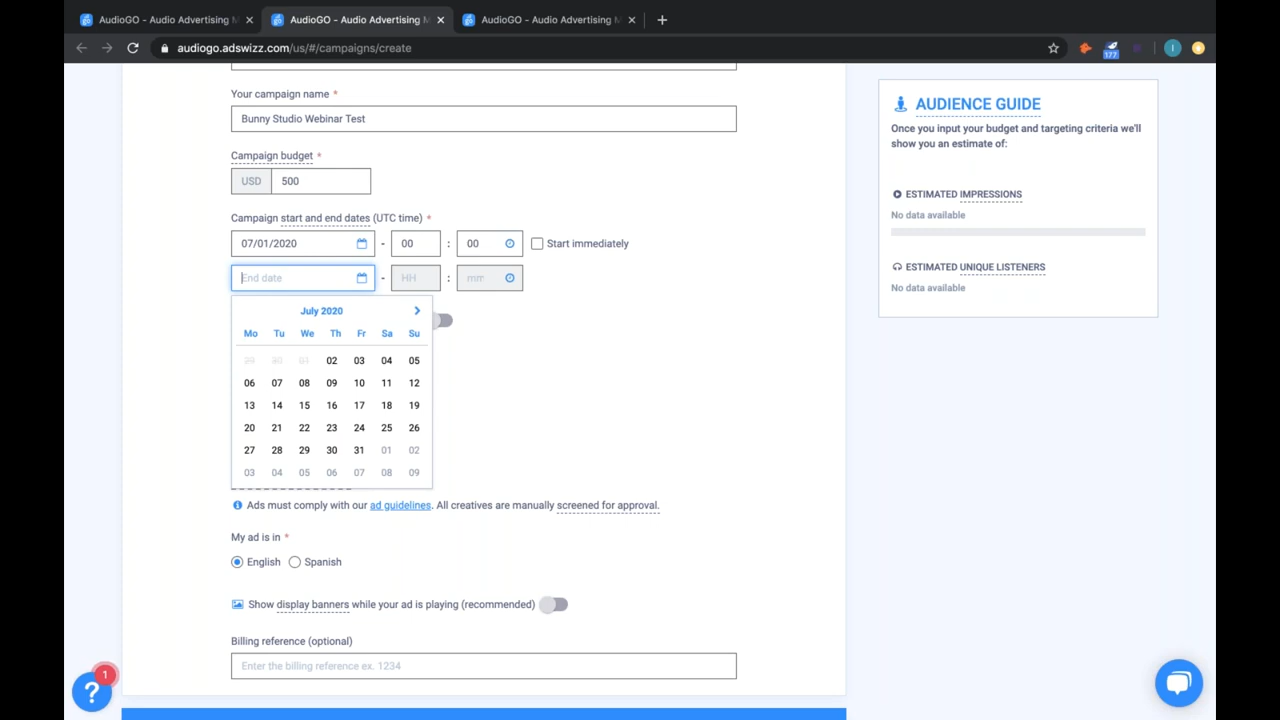 AudioGO - Audio Advertising M
AudioGO - Audio Advertising M
AudioGO - Audio Advertising M
audiogo.adswizz.com/us/#/campaigns/create
177
I
Your campaign name *
Bunny Studio Webinar Test
Campaign budget *
USD 500
Campaign start and end dates (UTC time) *
07/01/2020 - 00 : 00 Start immediately
End date - HH : mm
July 2020
Mo Tu We Th Fr Sa Su
29 30 01 02 03 04 05
06 07 08 09 10 11 12
13 14 15 16 17 18 19
20 21 22 23 24 25 26
27 28 29 30 31 01 02
03 04 05 06 07 08 09
Ads must comply with our ad guidelines. All creatives are manually screened for approval.
My ad is in *
English Spanish
Show display banners while your ad is playing (recommended)
Billing reference (optional)
Enter the billing reference ex. 1234
AUDIENCE GUIDE
Once you input your budget and targeting criteria we'll
show you an estimate of:
ESTIMATED IMPRESSIONS
No data available
ESTIMATED UNIQUE LISTENERS
No data available
? 1